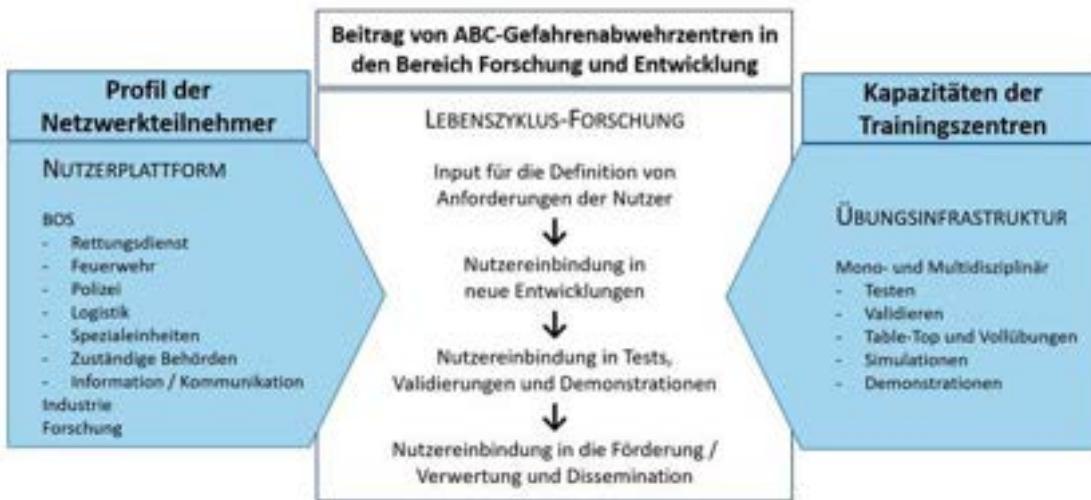 Beitrag von ABC-Gefahrenabwehrzentren in
den Bereich Forschung und Entwicklung
Profil der
Netzwerkteilnehmer
NUTZERPLATTFORM
BOS
- Rettungsdienst
- Feuerwehr
- Polizei
- Logistik
- Spezialeinheiten
- Zuständige Behörden
- Information / Kommunikation
Industrie
Forschung
LEBENSZYKLUS-FORSCHUNG
Input für die Definition von
Anforderungen der Nutzer
↓
Nutzereinbindung in
neue Entwicklungen
↓
Nutzereinbindung in Tests,
Validierungen und Demonstrationen
↓
Nutzereinbindung in die Förderung /
Verwertung und Dissemination
Kapazitäten der
Trainingszentren
ÜBUNGSINFRASTRUKTUR
Mono- und Multidisziplinär
- Testen
- Validieren
- Table-Top und Vollübungen
- Simulationen
- Demonstrationen